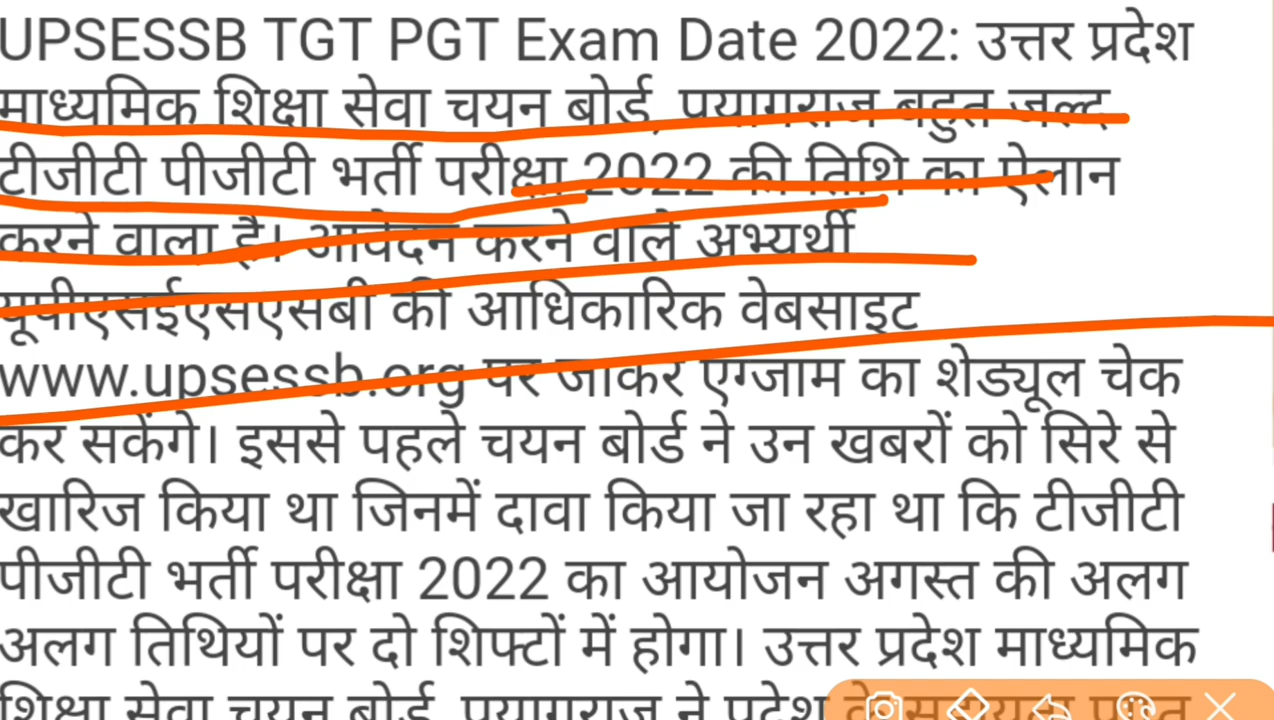 UPSESSB TGT PGT Exam Date 2022: उत्तर प्रदेश
माध्यमिक शिक्षा सेवा चयन बोर्ड, प्रयागराज बहुत जल्द
टीजीटी पीजीटी भर्ती परीक्षा 2022 की तिथि का ऐलान
करने वाला है। आवेदन करने वाले अभ्यर्थी
यूपीएसईएसएसबी की आधिकारिक वेबसाइट
www.upsessb.org पर जाकर एग्जाम का शेड्यूल चेक
कर सकेंगे। इससे पहले चयन बोर्ड ने उन खबरों को सिरे से
खारिज किया था जिनमें दावा किया जा रहा था कि टीजीटी
पीजीटी भर्ती परीक्षा 2022 का आयोजन अगस्त की अलग
अलग तिथियों पर दो शिफ्टों में होगा। उत्तर प्रदेश माध्यमिक
शिक्षा सेवा चयन बोर्ड, प्रयागराज ने प्रदेश के